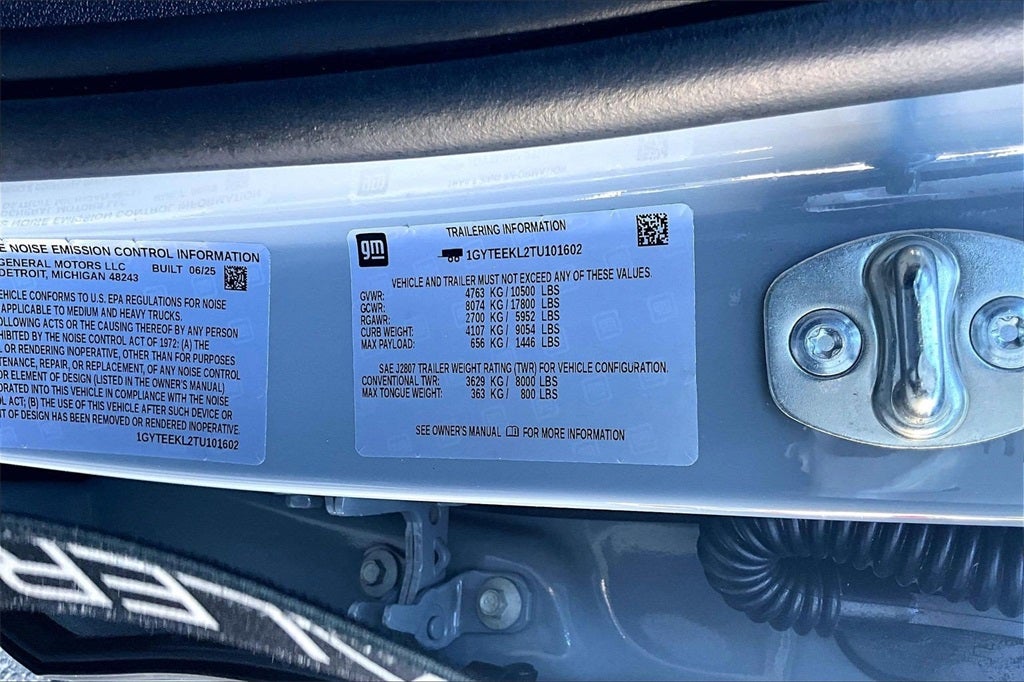 E NOISE EMISSION CONTROL INFORMATION
GENERAL MOTORS LLC BUILT 06/25
DETROIT, MICHIGAN 48243
VEHICLE CONFORMS TO U.S. EPA REGULATIONS FOR NOISE
APPLICABLE TO MEDIUM AND HEAVY TRUCKS.
FOLLOWING ACTS OR THE CAUSING THEREOF BY ANY PERSON
HIBITED BY THE NOISE CONTROL ACT OF 1972: (A) THE
L OR RENDERING INOPERATIVE, OTHER THAN FOR PURPOSES
TENANCE, REPAIR, OR REPLACEMENT, OF ANY NOISE CONTROL
OR ELEMENT OF DESIGN (LISTED IN THE OWNER'S MANUAL)
ORATED INTO THIS VEHICLE IN COMPLIANCE WITH THE NOISE
OL ACT; (B) THE USE OF THIS VEHICLE AFTER SUCH DEVICE OR
NT OF DESIGN HAS BEEN REMOVED OR RENDERED INOPERATIVE.
1GYTEEKL2TU101602
gm
TRAILERING INFORMATION
1GYTEEKL2TU101602
VEHICLE AND TRAILER MUST NOT EXCEED ANY OF THESE VALUES.
GVWR: 4763 KG / 10500 LBS
GCWR: 8074 KG / 17800 LBS
RGAWR: 2700 KG / 5952 LBS
CURB WEIGHT: 4107 KG / 9054 LBS
MAX PAYLOAD: 656 KG / 1446 LBS
SAE J2807 TRAILER WEIGHT RATING (TWR) FOR VEHICLE CONFIGURATION.
CONVENTIONAL TWR: 3629 KG / 8000 LBS
MAX TONGUE WEIGHT: 363 KG / 800 LBS
SEE OWNER'S MANUAL FOR MORE INFORMATION